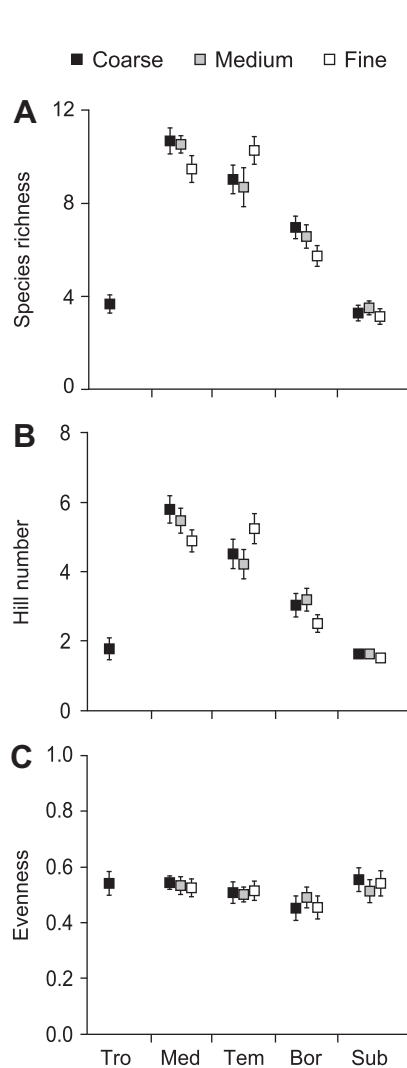 Coarse Medium Fine
A
12
8
4
0
Species richness
B
8
6
4
2
0
Hill number
C
1.0
0.8
0.6
0.4
0.2
0.0
Evenness
Tro Med Tem Bor Sub